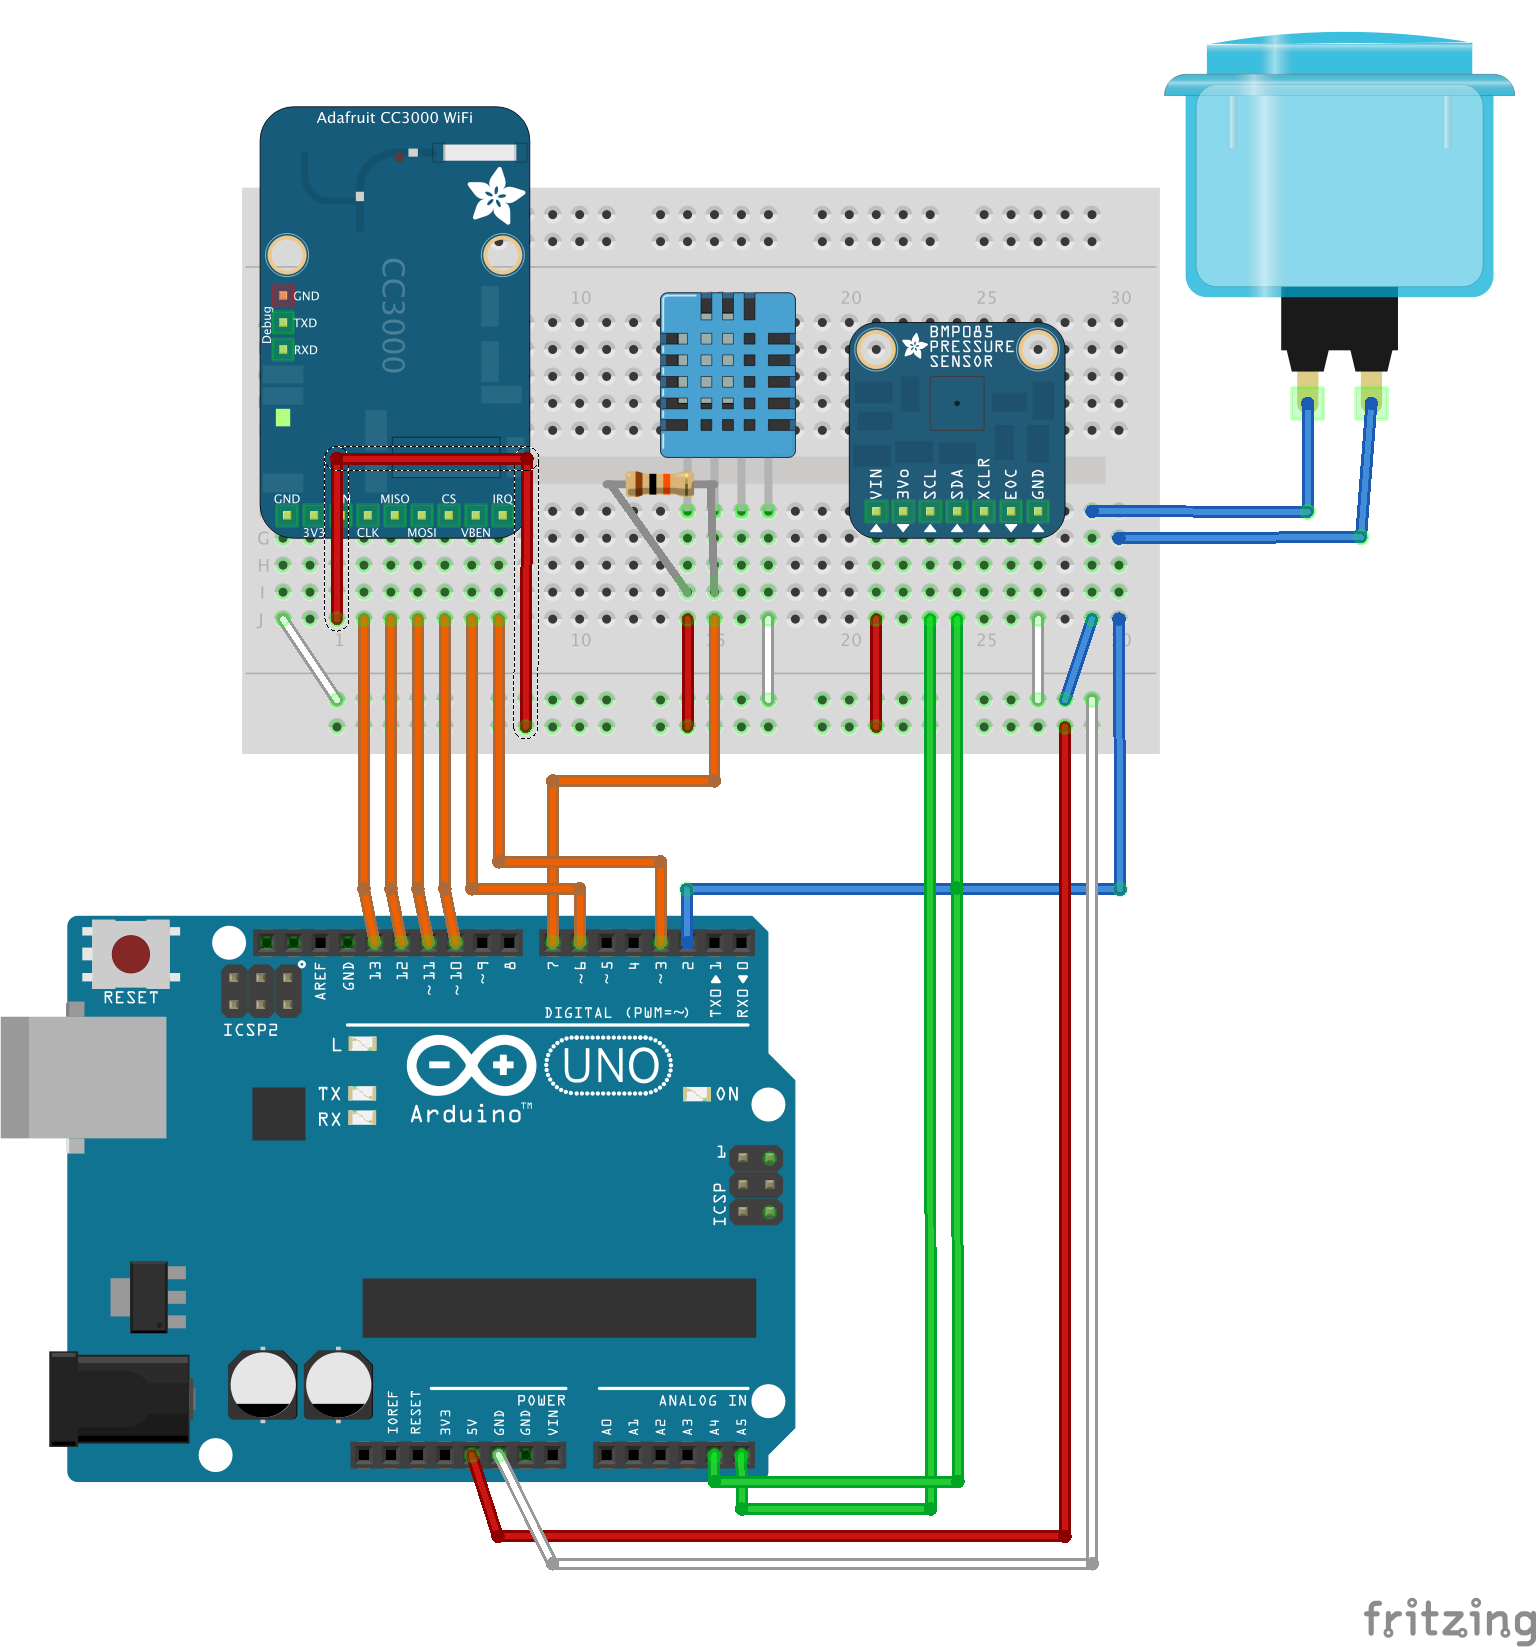 Adafruit CC3000 WiFi
CC3000
Debug
GND
TXD
RXD
GND
MISO
CS
IRQ
3V3
CLK
MOSI
VBEN
10
20
25
30
BMP085
PRESSURE
SENSOR
VIN
3Vo
SCL
SDA
XCLR
EOC
GND
G
H
I
J
1
10
15
20
25
30
RESET
ICSP2
AREF
GND
13
12
~11
~10
~9
8
7
~6
~5
4
~3
2
TX0▶1
RX0◀0
DIGITAL (PWM=~)
L
TX
RX
UNO
ON
Arduino™
1
ICSP
POWER
ANALOG IN
IOREF
RESET
3V3
5V
GND
GND
VIN
A0
A1
A2
A3
A4
A5
fritzing